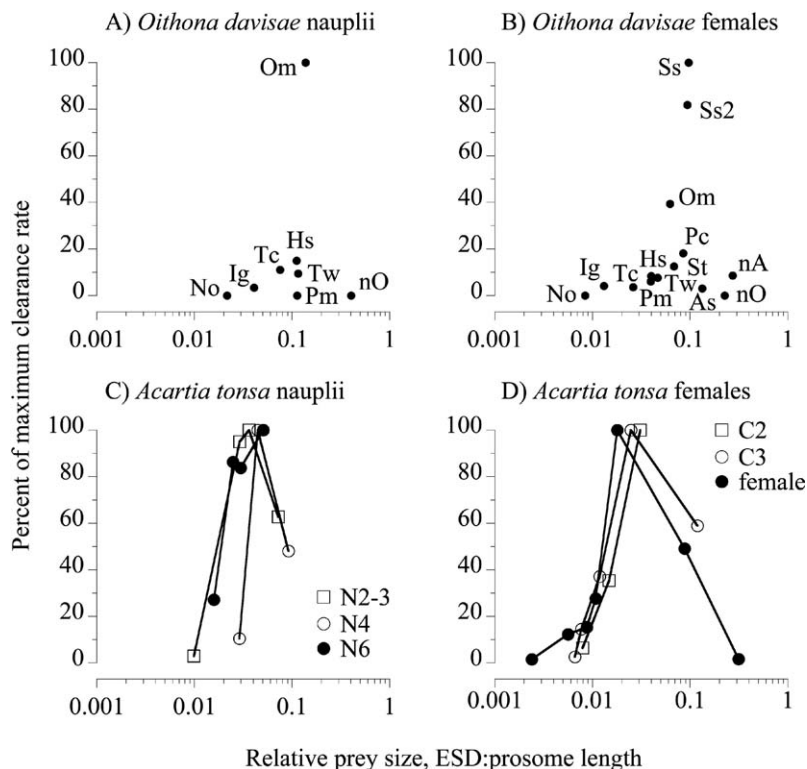 A) Oithona davisae nauplii
B) Oithona davisae females
Percent of maximum clearance rate
100
80
60
40
20
0
Om
Hs
Tc
Ig
Tw
No
Pm
nO
0.001
0.01
0.1
1
Ss
Ss2
Om
Pc
Hs
St
nA
Ig
Tc
Tw
No
Pm
As
nO
0.001
0.01
0.1
1
C) Acartia tonsa nauplii
D) Acartia tonsa females
100
80
60
40
20
0
N2-3
N4
N6
0.001
0.01
0.1
1
C2
C3
female
0.001
0.01
0.1
1
Relative prey size, ESD:prosome length